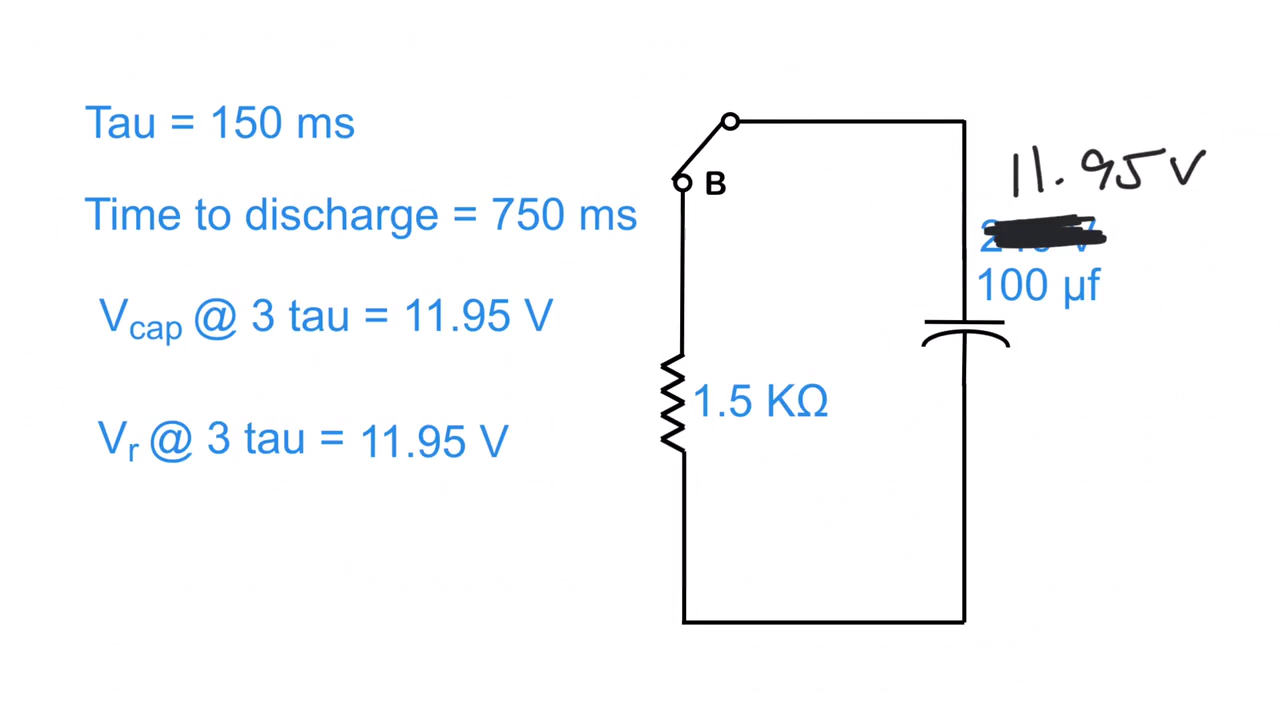 Tau = 150 ms
Time to discharge = 750 ms
Vcap @ 3 tau = 11.95 V
Vr @ 3 tau = 11.95 V
B
1.5 KΩ
11.95 V
100 µf